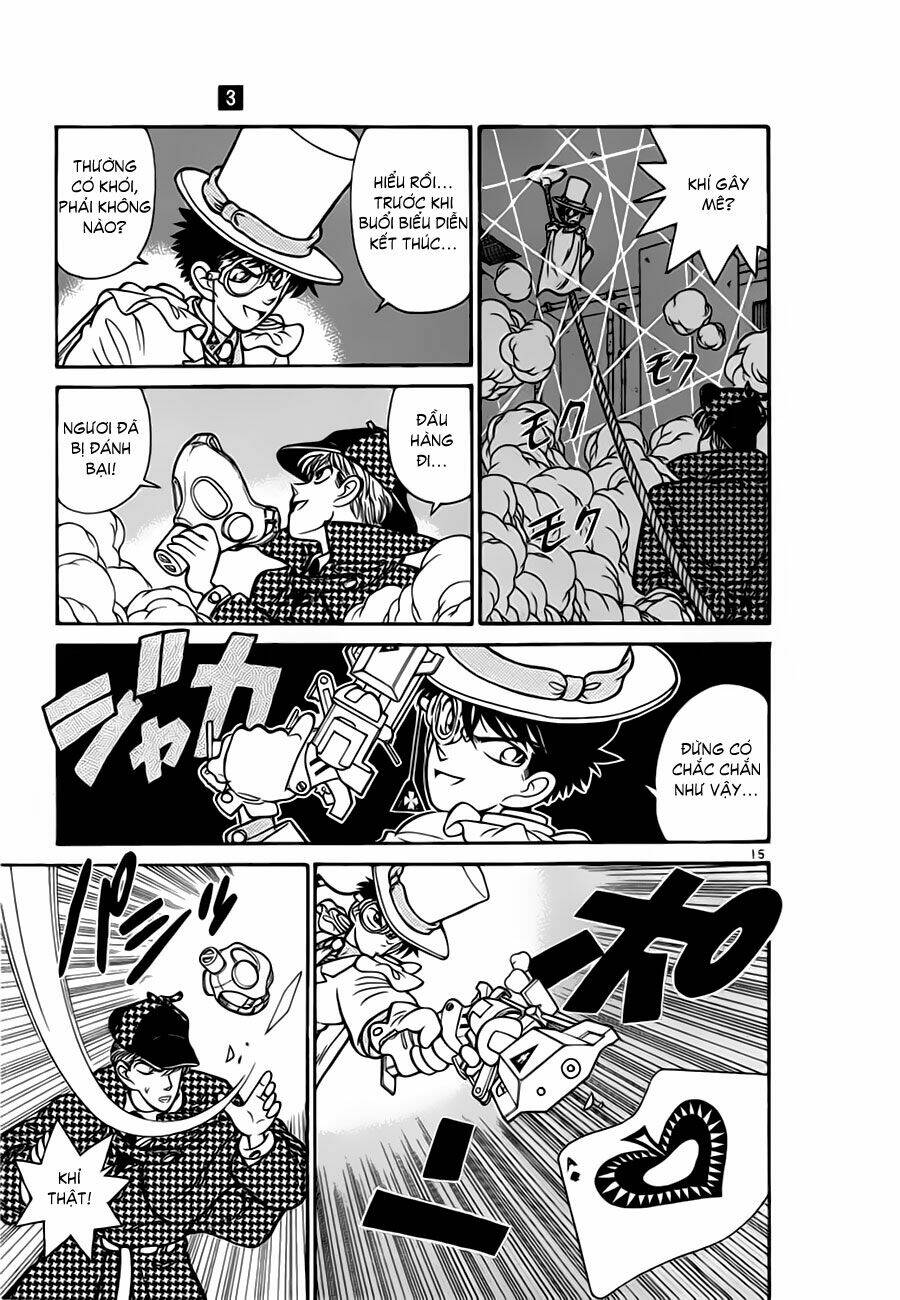 3
KHÍ GÂY
MÊ?
モク
モク
モク
HIỂU RỒI...
TRƯỚC KHI
BUỔI BIỂU DIỄN
KẾT THÚC...
THƯỜNG
CÓ KHÓI,
PHẢI KHÔNG
NÀO?
ĐẦU
HÀNG
ĐI...
NGƯƠI ĐÃ
BỊ ĐÁNH
BẠI!
ĐỪNG CÓ
CHẮC CHẮN
NHƯ VẬY...
ジャカ
15
ポン
パシッ
KHỈ
THẬT!